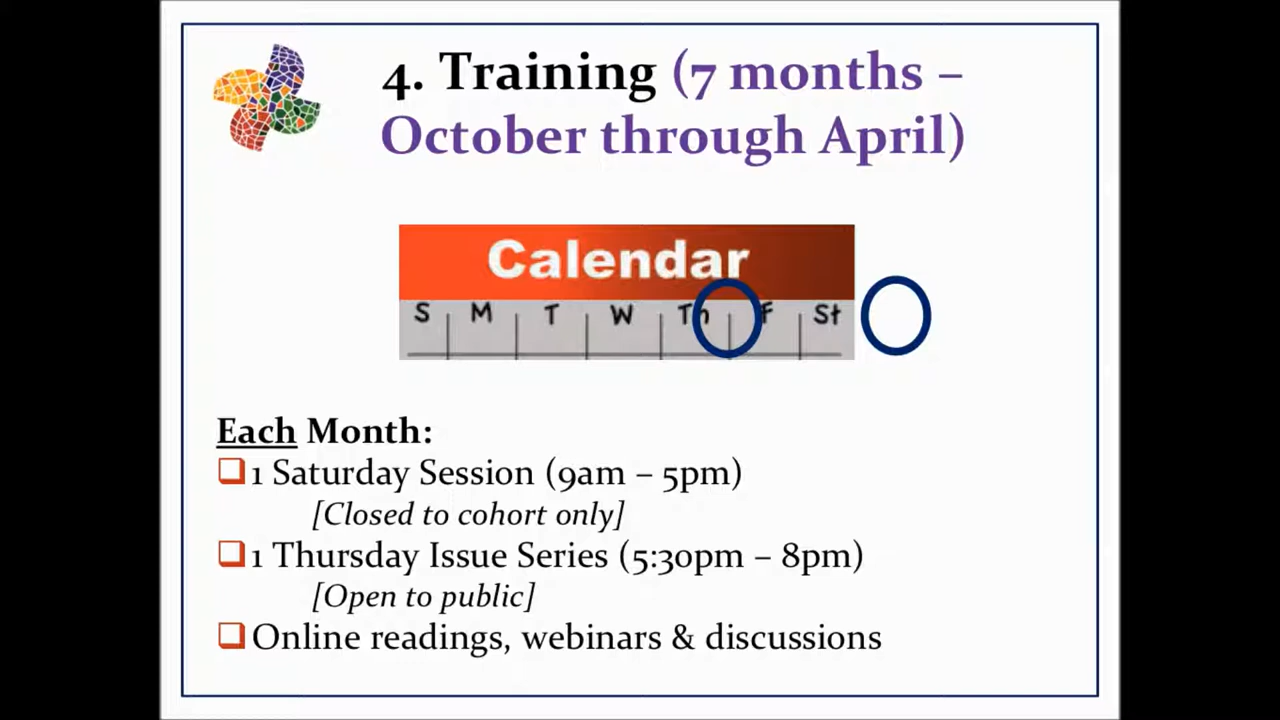 4. Training (7 months –
October through April)
Calendar
S M T W Th F St
Each Month:
1 Saturday Session (9am – 5pm)
[Closed to cohort only]
1 Thursday Issue Series (5:30pm – 8pm)
[Open to public]
Online readings, webinars & discussions